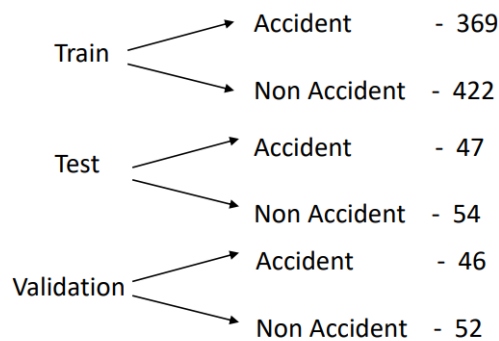 Train
Accident - 369
Non Accident - 422
Test
Accident - 47
Non Accident - 54
Validation
Accident - 46
Non Accident - 52